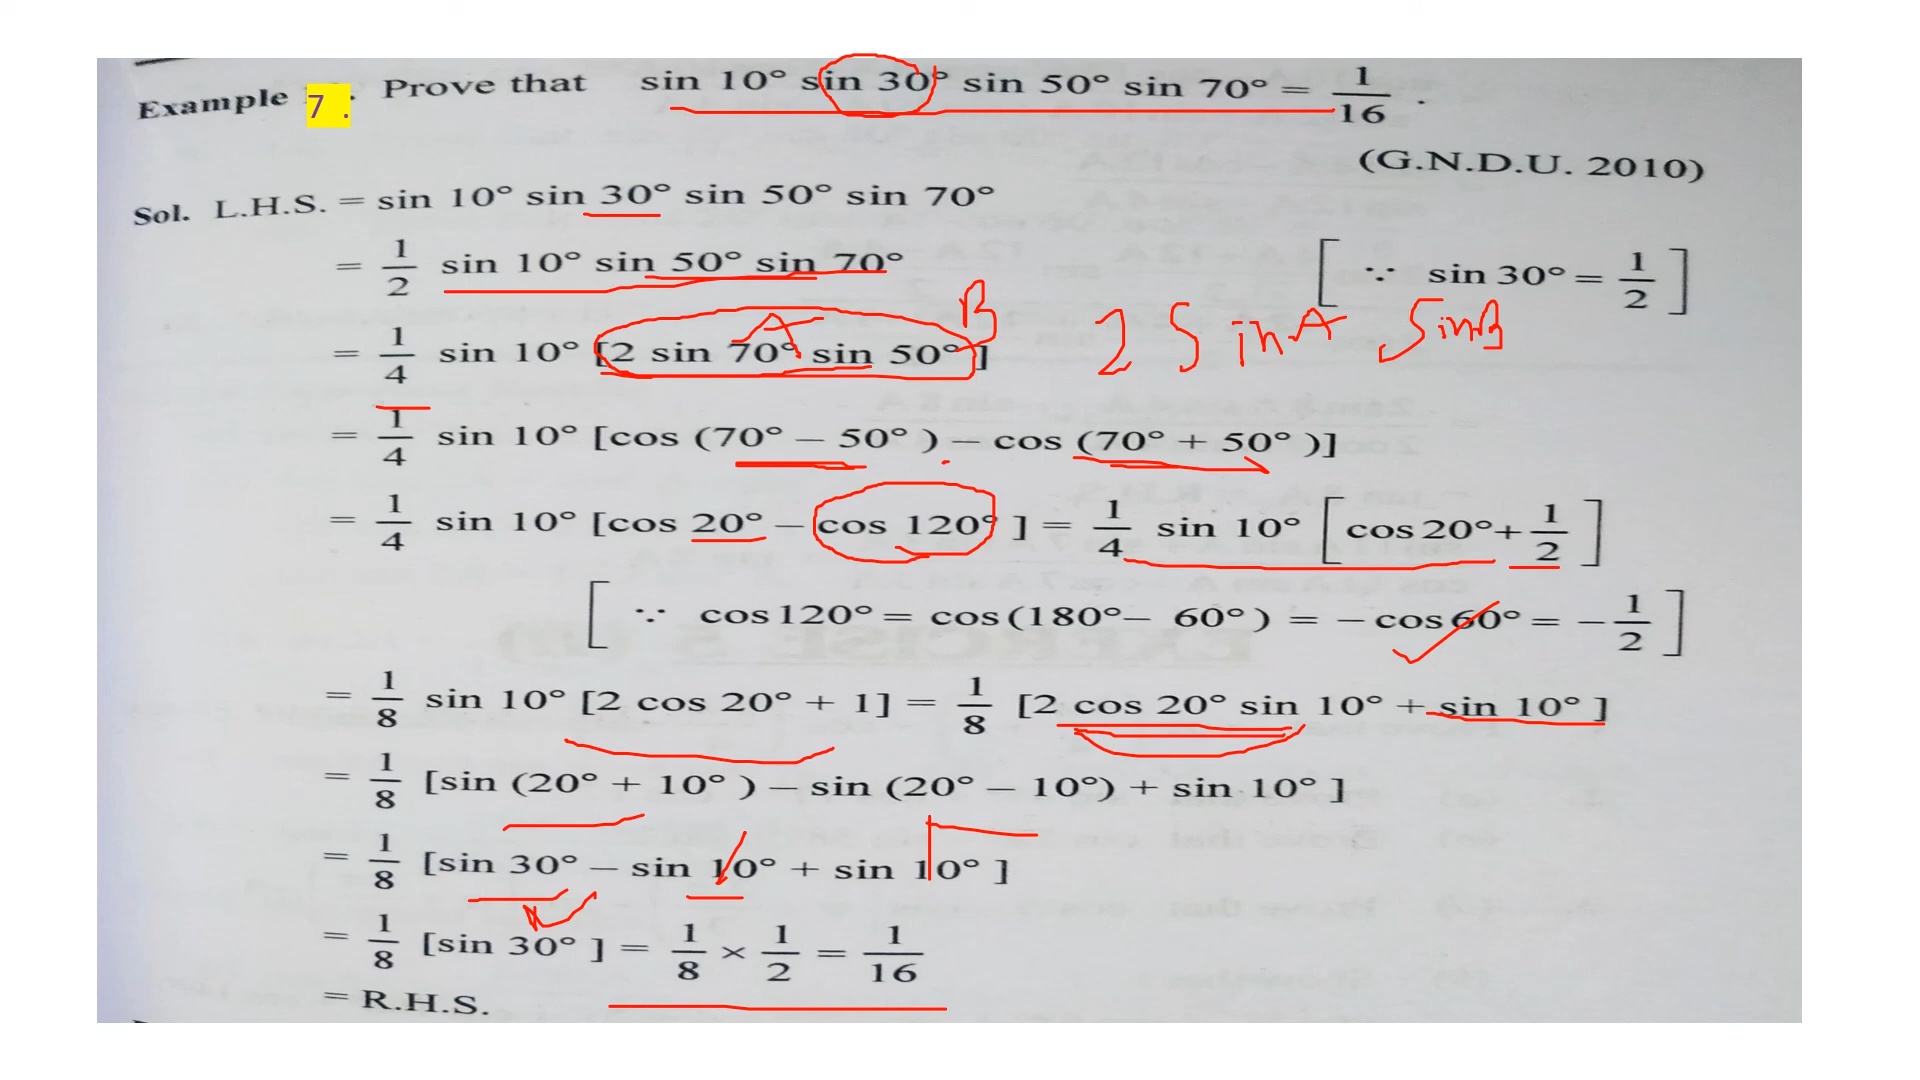 Example 7 . Prove that sin 10° sin 30° sin 50° sin 70° = 1/16 .
(G.N.D.U. 2010)
Sol. L.H.S. = sin 10° sin 30° sin 50° sin 70°
= 1/2 sin 10° sin 50° sin 70° [ ∵ sin 30° = 1/2 ]
= 1/4 sin 10° [2 sin 70° sin 50° ] A B 2 Sin A Sin B
= 1/4 sin 10° [cos (70° – 50° ) – cos (70° + 50° )]
= 1/4 sin 10° [cos 20° – cos 120° ] = 1/4 sin 10° [ cos 20° + 1/2 ]
[ ∵ cos 120° = cos (180° – 60° ) = – cos 60° = – 1/2 ]
= 1/8 sin 10° [2 cos 20° + 1] = 1/8 [2 cos 20° sin 10° + sin 10° ]
= 1/8 [sin (20° + 10° ) – sin (20° – 10°) + sin 10° ]
= 1/8 [sin 30° – sin 10° + sin 10° ]
= 1/8 [sin 30° ] = 1/8 × 1/2 = 1/16
= R.H.S.